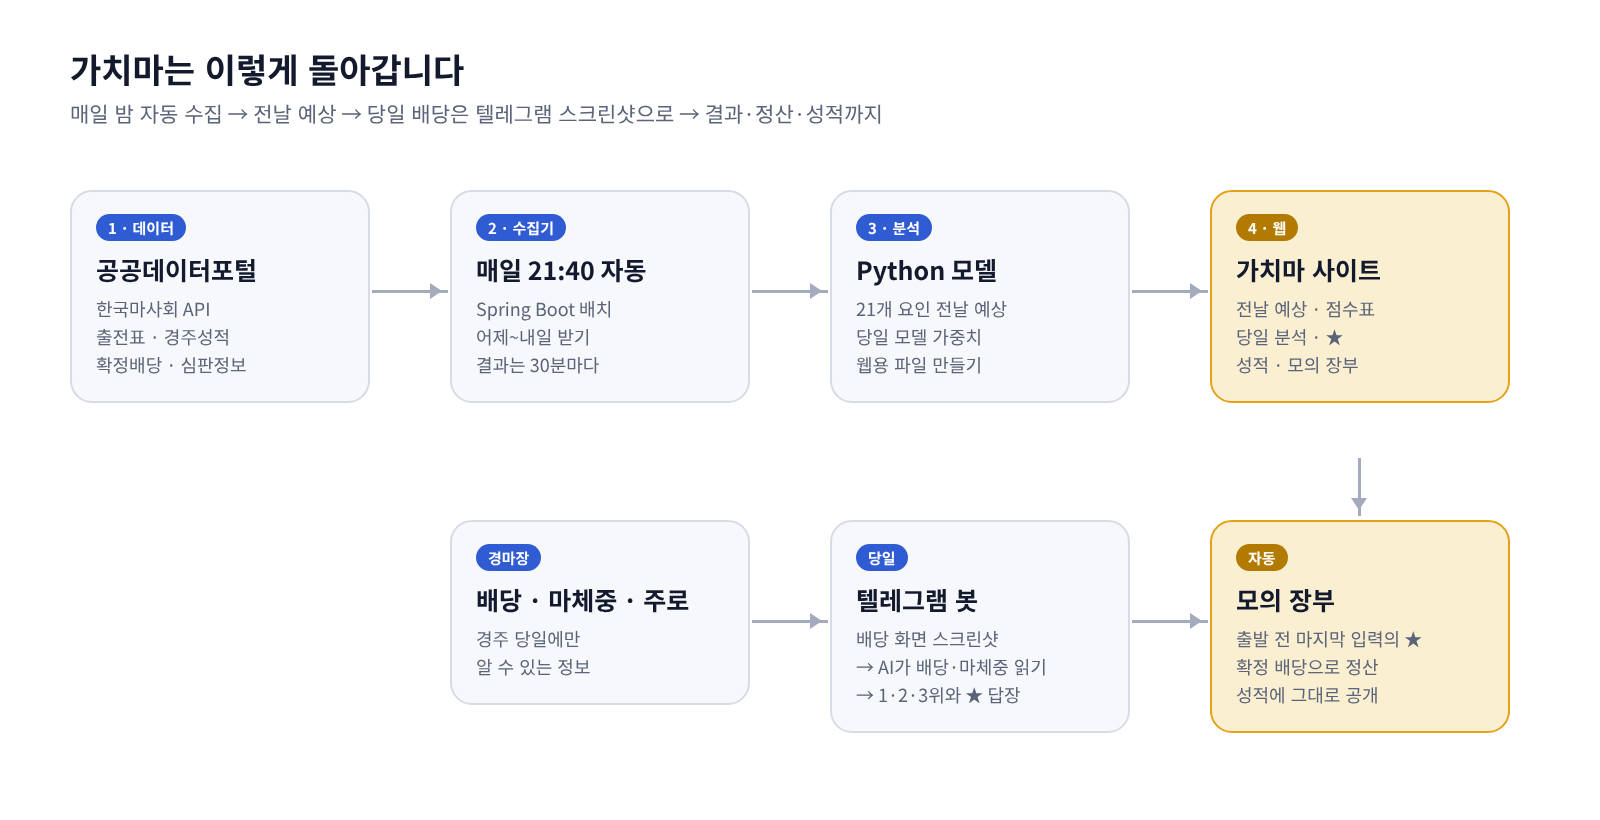 가치마는 이렇게 돌아갑니다
매일 밤 자동 수집 → 전날 예상 → 당일 배당은 텔레그램 스크린샷으로 → 결과·정산·성적까지
1 · 데이터
공공데이터포털
한국마사회 API
출전표 · 경주성적
확정배당 · 심판정보
2 · 수집기
매일 21:40 자동
Spring Boot 배치
어제~내일 받기
결과는 30분마다
3 · 분석
Python 모델
21개 요인 전날 예상
당일 모델 가중치
웹용 파일 만들기
4 · 웹
가치마 사이트
전날 예상 · 점수표
당일 분석 · ★
성적 · 모의 장부
경마장
배당 · 마체중 · 주로
경주 당일에만
알 수 있는 정보
당일
텔레그램 봇
배당 화면 스크린샷
→ AI가 배당·마체중 읽기
→ 1·2·3위와 ★ 답장
자동
모의 장부
출발 전 마지막 입력의 ★
확정 배당으로 정산
성적에 그대로 공개